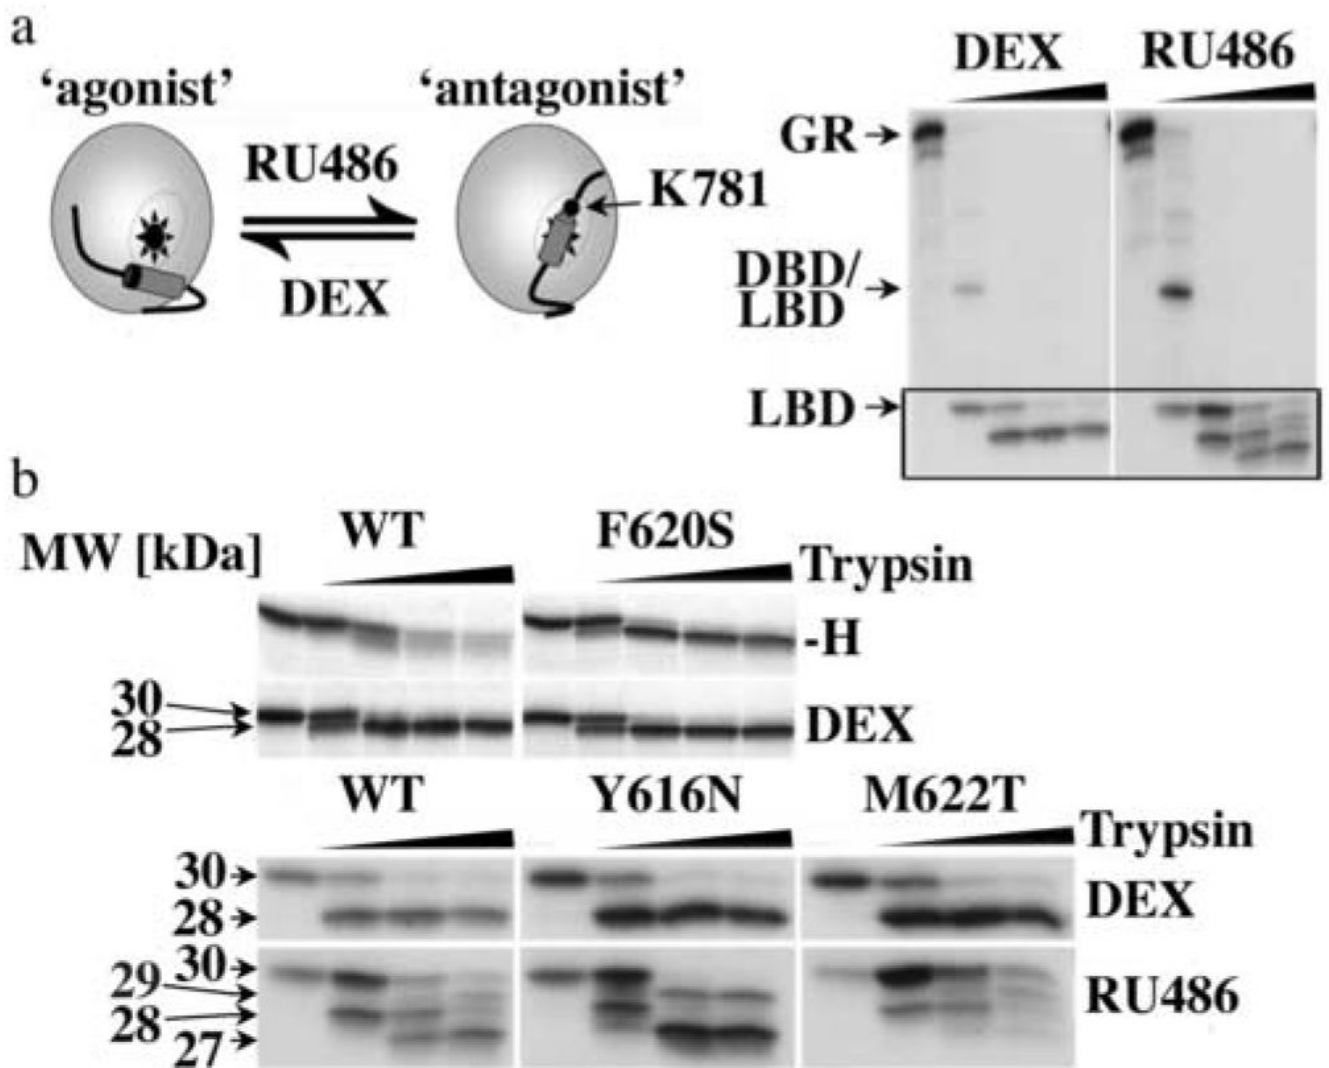 a
'agonist'
'antagonist'
RU486
DEX
K781
DEX RU486
GR
DBD/
LBD
LBD
b
MW [kDa]
WT F620S
Trypsin
-H
30
28
DEX
WT Y616N M622T
Trypsin
30
28
DEX
30
29
28
27
RU486